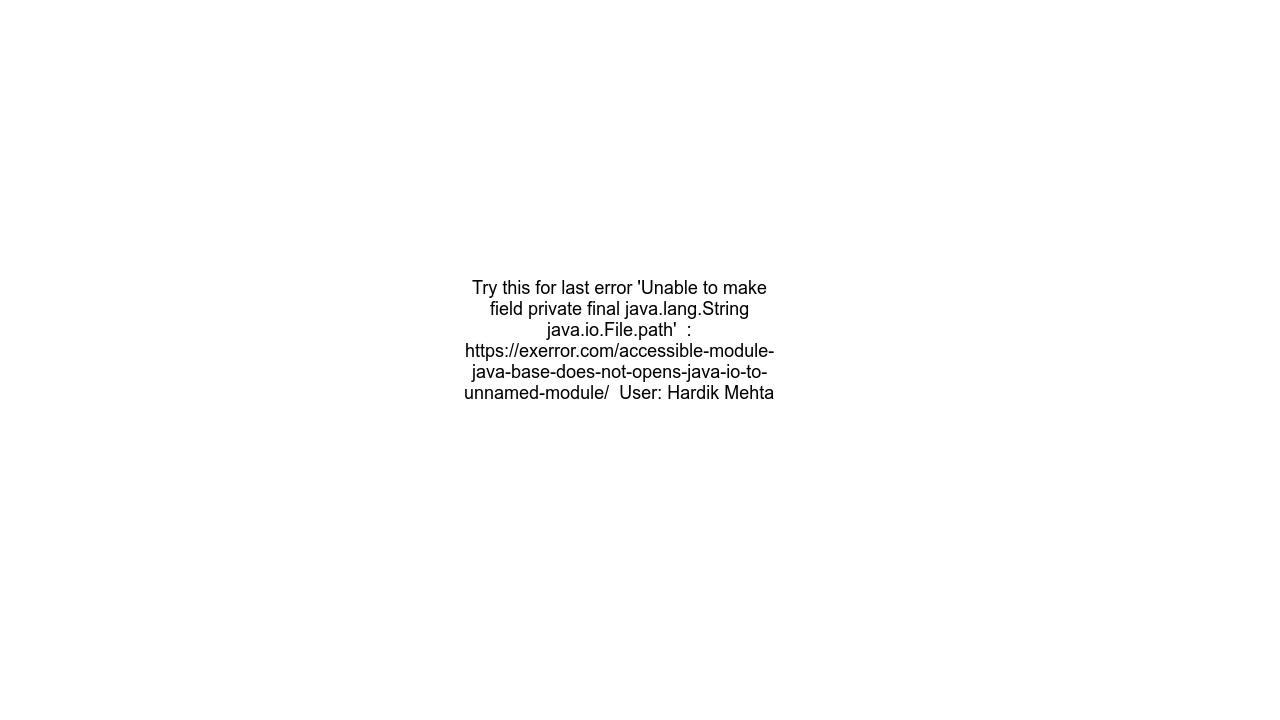 Try this for last error 'Unable to make
field private final java.lang.String
java.io.File.path'  :
https://exerror.com/accessible-module-
java-base-does-not-opens-java-io-to-
unnamed-module/  User: Hardik Mehta